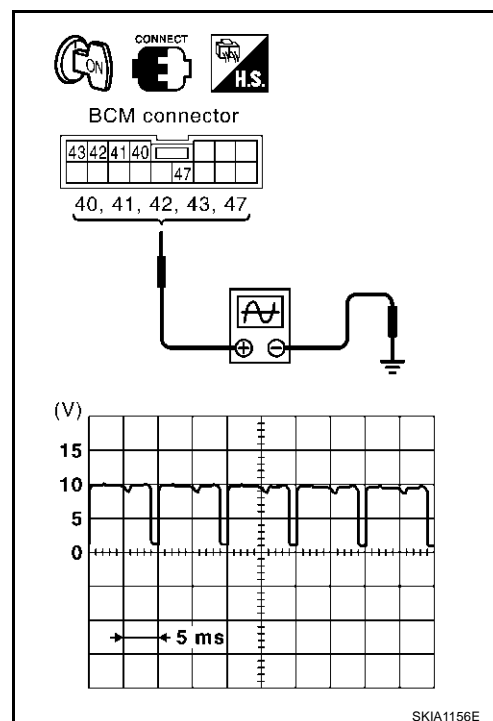 CONNECT
ON
H.S.
BCM connector
43 42 41 40
47
40, 41, 42, 43, 47
(V)
15
10
5
0
5 ms
SKIA1156E